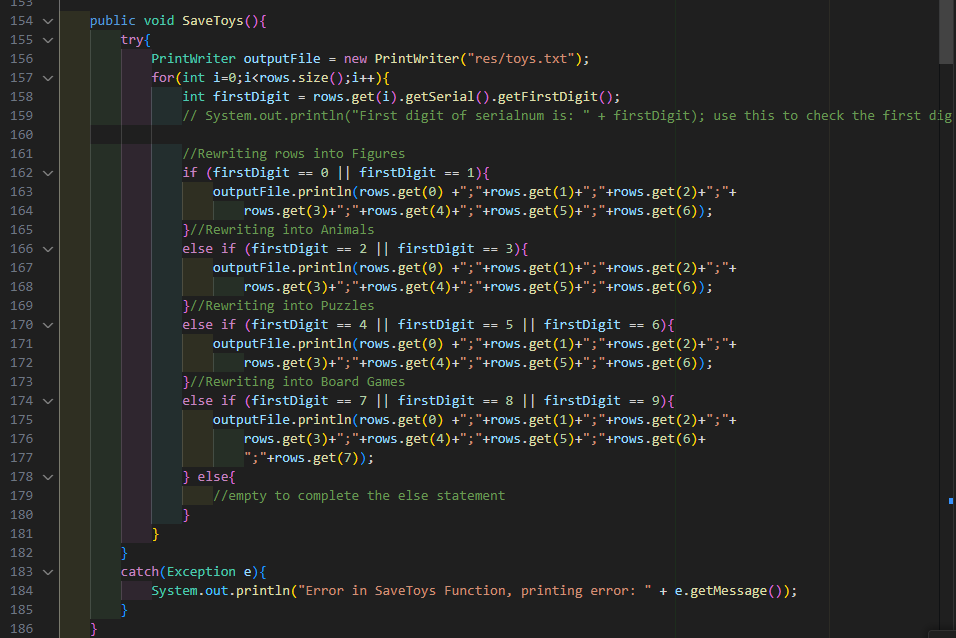 153
154 public void SaveToys(){
155 try{
156 PrintWriter outputFile = new PrintWriter("res/toys.txt");
157 for(int i=0;i<rows.size();i++){
158 int firstDigit = rows.get(i).getSerial().getFirstDigit();
159 // System.out.println("First digit of serialnum is: " + firstDigit); use this to check the first dig
160
161 //Rewriting rows into Figures
162 if (firstDigit == 0 || firstDigit == 1){
163 outputFile.println(rows.get(0) +";"+rows.get(1)+";"+rows.get(2)+";"+
164 rows.get(3)+";"+rows.get(4)+";"+rows.get(5)+";"+rows.get(6));
165 }//Rewriting into Animals
166 else if (firstDigit == 2 || firstDigit == 3){
167 outputFile.println(rows.get(0) +";"+rows.get(1)+";"+rows.get(2)+";"+
168 rows.get(3)+";"+rows.get(4)+";"+rows.get(5)+";"+rows.get(6));
169 }//Rewriting into Puzzles
170 else if (firstDigit == 4 || firstDigit == 5 || firstDigit == 6){
171 outputFile.println(rows.get(0) +";"+rows.get(1)+";"+rows.get(2)+";"+
172 rows.get(3)+";"+rows.get(4)+";"+rows.get(5)+";"+rows.get(6));
173 }//Rewriting into Board Games
174 else if (firstDigit == 7 || firstDigit == 8 || firstDigit == 9){
175 outputFile.println(rows.get(0) +";"+rows.get(1)+";"+rows.get(2)+";"+
176 rows.get(3)+";"+rows.get(4)+";"+rows.get(5)+";"+rows.get(6)+
177 ";"+rows.get(7));
178 } else{
179 //empty to complete the else statement
180 }
181 }
182 }
183 catch(Exception e){
184 System.out.println("Error in SaveToys Function, printing error: " + e.getMessage());
185 }
186 }